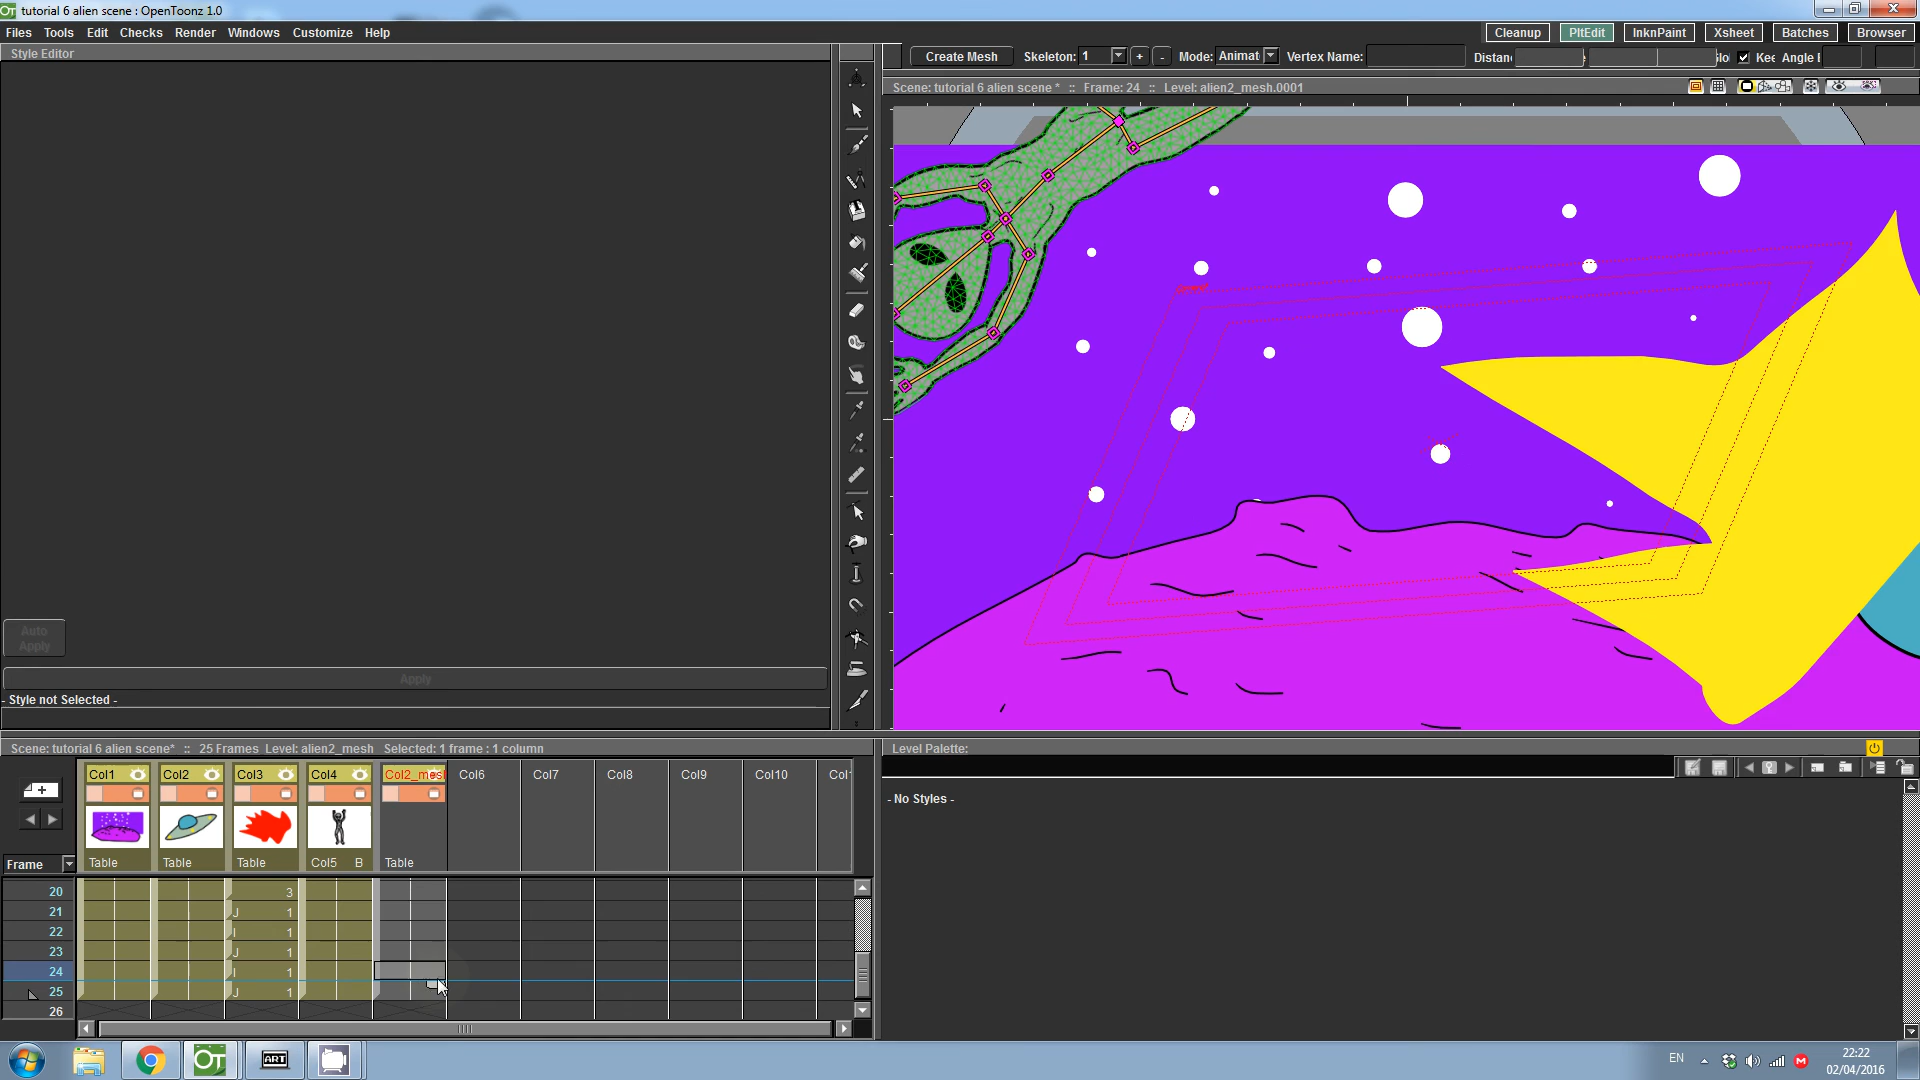 tutorial 6 alien scene : OpenToonz 1.0
Files Tools Edit Checks Render Windows Customize Help
Cleanup PltEdit InknPaint Xsheet Batches Browser
Style Editor
Create Mesh Skeleton: 1 + - Mode: Animat Vertex Name: Distan Kee Angle
Scene: tutorial 6 alien scene * :: Frame: 24 :: Level: alien2_mesh.0001
Auto
Apply
Apply
- Style not Selected -
Scene: tutorial 6 alien scene* :: 25 Frames Level: alien2_mesh Selected: 1 frame : 1 column
Level Palette:
Col1 Col2 Col3 Col4 Col2_mesh Col6 Col7 Col8 Col9 Col10 Col
- No Styles -
Frame Table Table Table Col5 B Table
20 3
21 J 1
22 I 1
23 J 1
24 I 1
25 J 1
26
OT ART
EN 22:22
02/04/2016